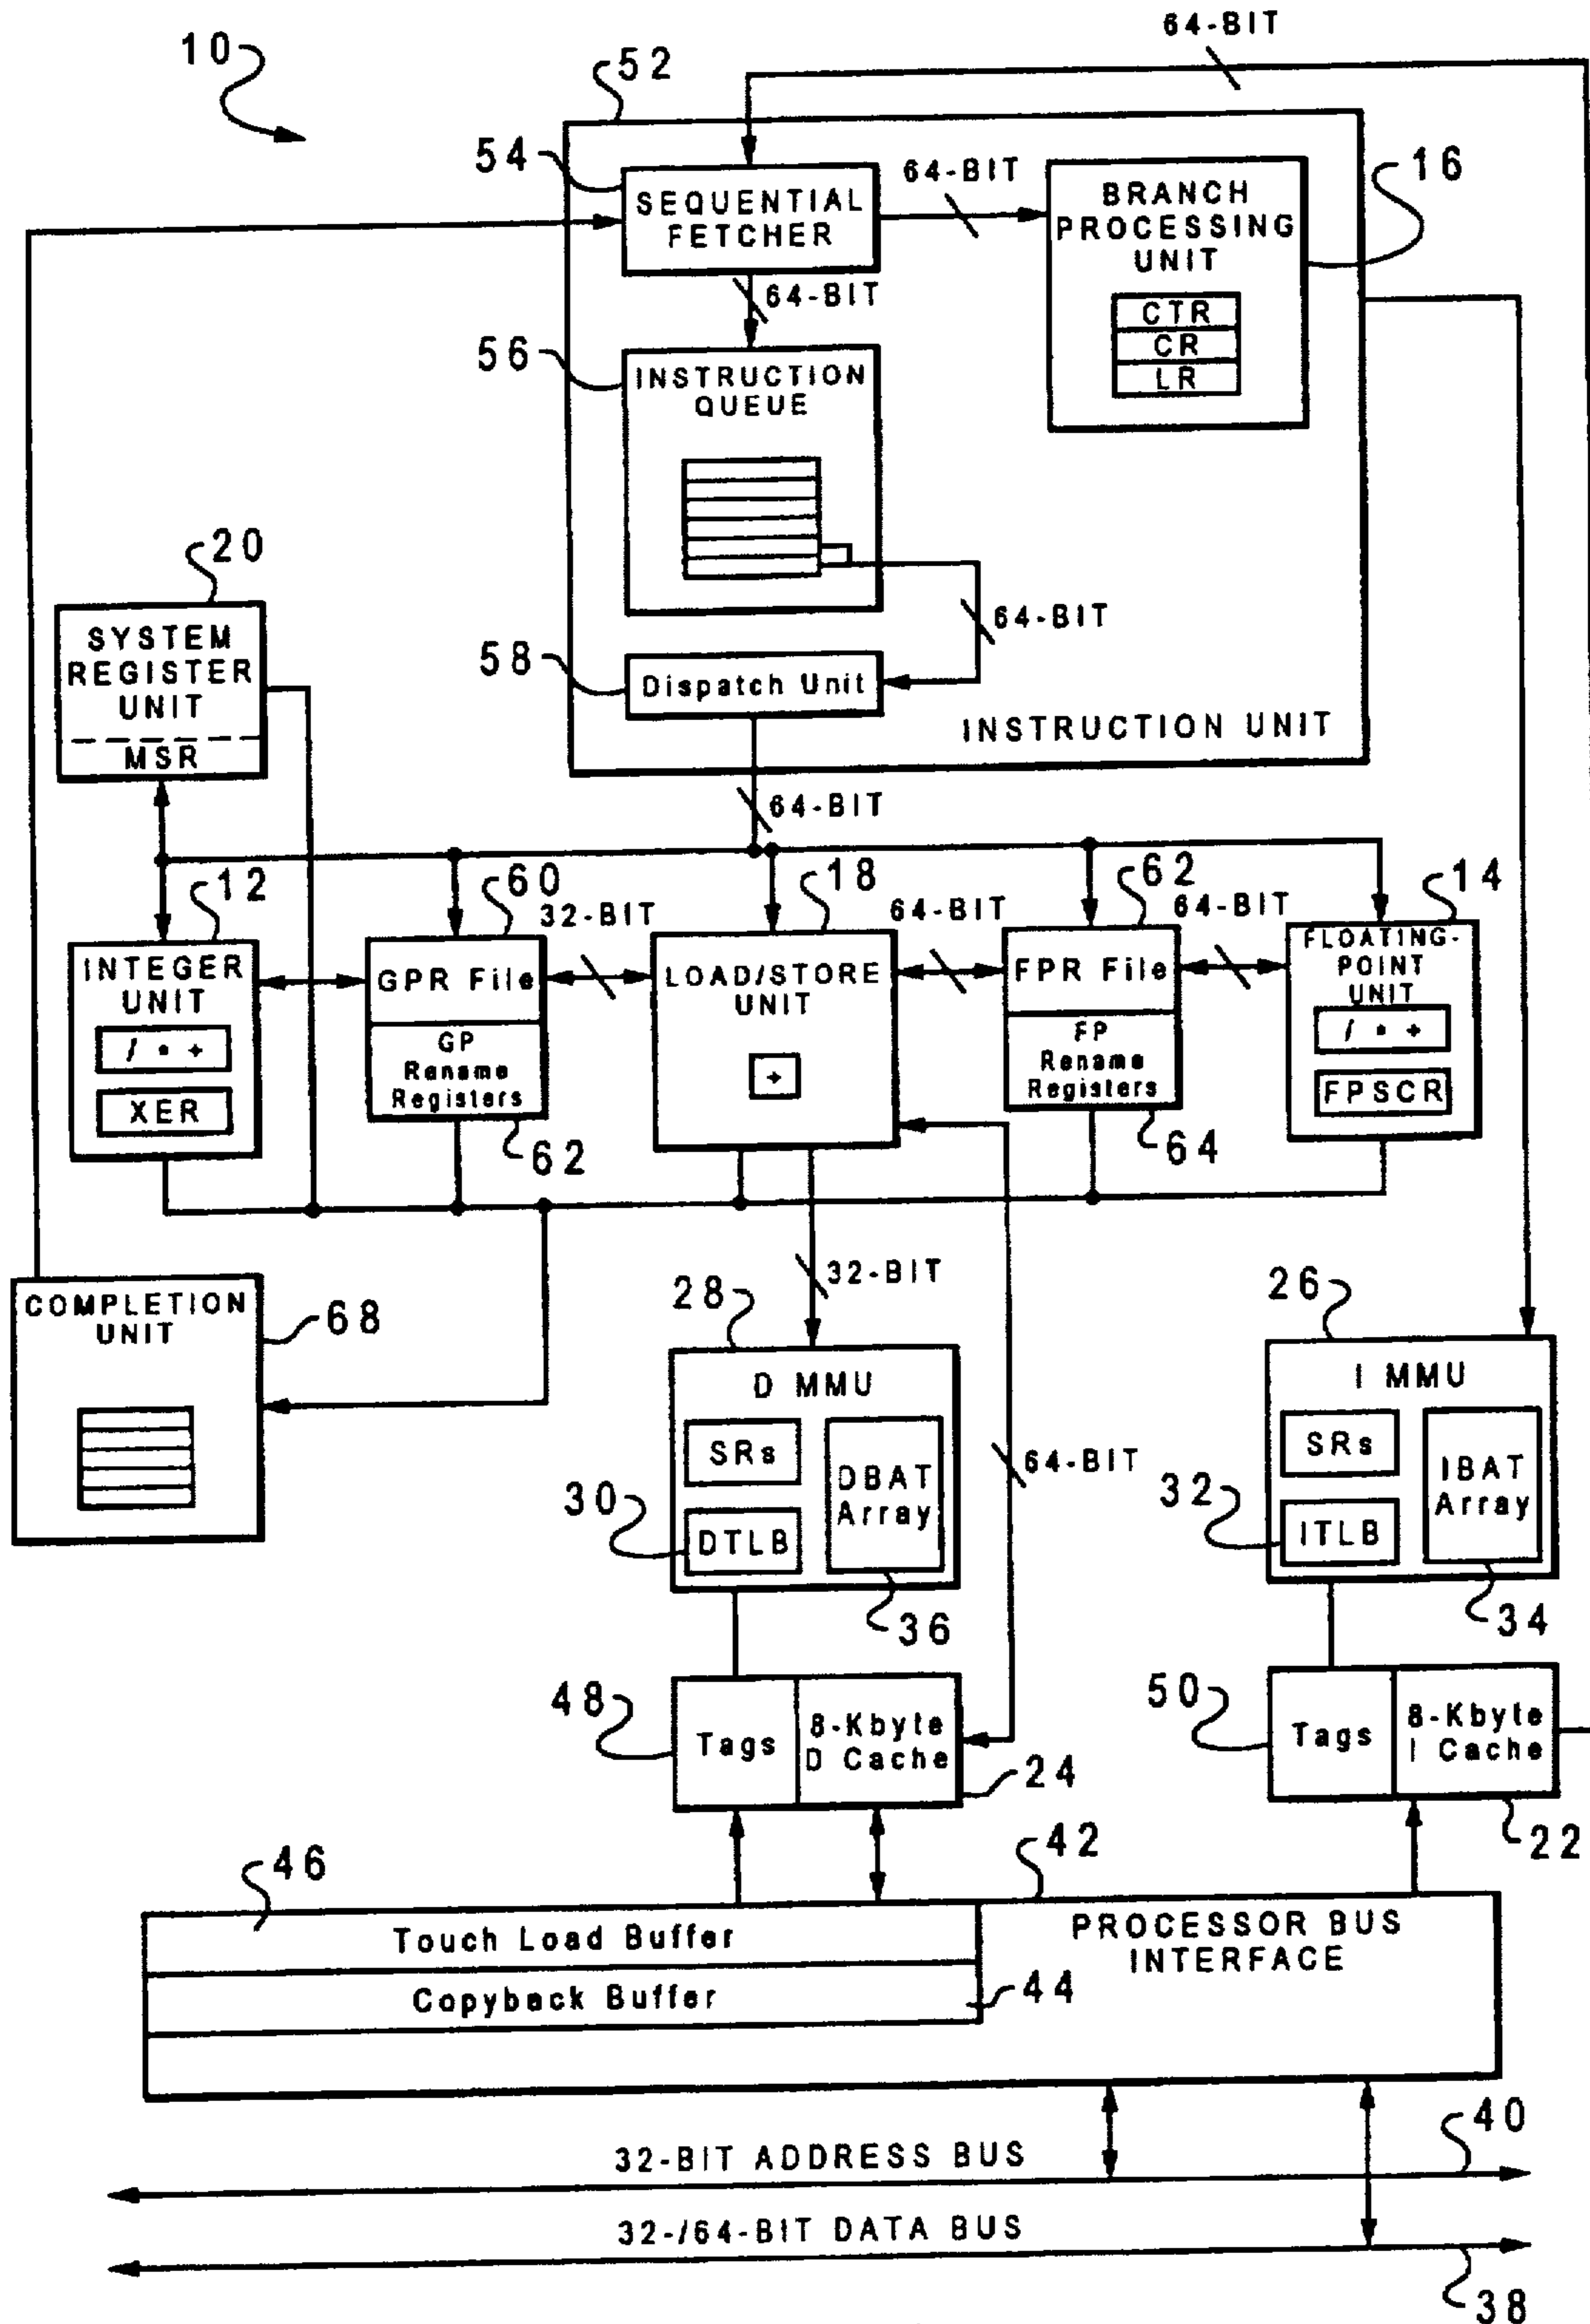 64-BIT
10
52
54
SEQUENTIAL
FETCHER
64-BIT
BRANCH
PROCESSING
UNIT
CTR
CR
LR
16
64-BIT
56
INSTRUCTION
QUEUE
64-BIT
58
Dispatch Unit
INSTRUCTION UNIT
20
SYSTEM
REGISTER
UNIT
MSR
64-BIT
12
INTEGER
UNIT
/ * +
XER
60
GPR File
GP
Rename
Registers
62
32-BIT
18
LOAD/STORE
UNIT
+
64-BIT
62
FPR File
FP
Rename
Registers
64
64-BIT
14
FLOATING-
POINT
UNIT
/ * +
FPSCR
COMPLETION
UNIT
68
32-BIT
28
D MMU
SRs
DBAT
Array
30
DTLB
36
64-BIT
26
I MMU
SRs
IBAT
Array
32
ITLB
34
48
Tags
8-Kbyte
D Cache
24
50
Tags
8-Kbyte
I Cache
22
46
Touch Load Buffer
Copyback Buffer
44
42
PROCESSOR BUS
INTERFACE
32-BIT ADDRESS BUS
40
32-/64-BIT DATA BUS
38